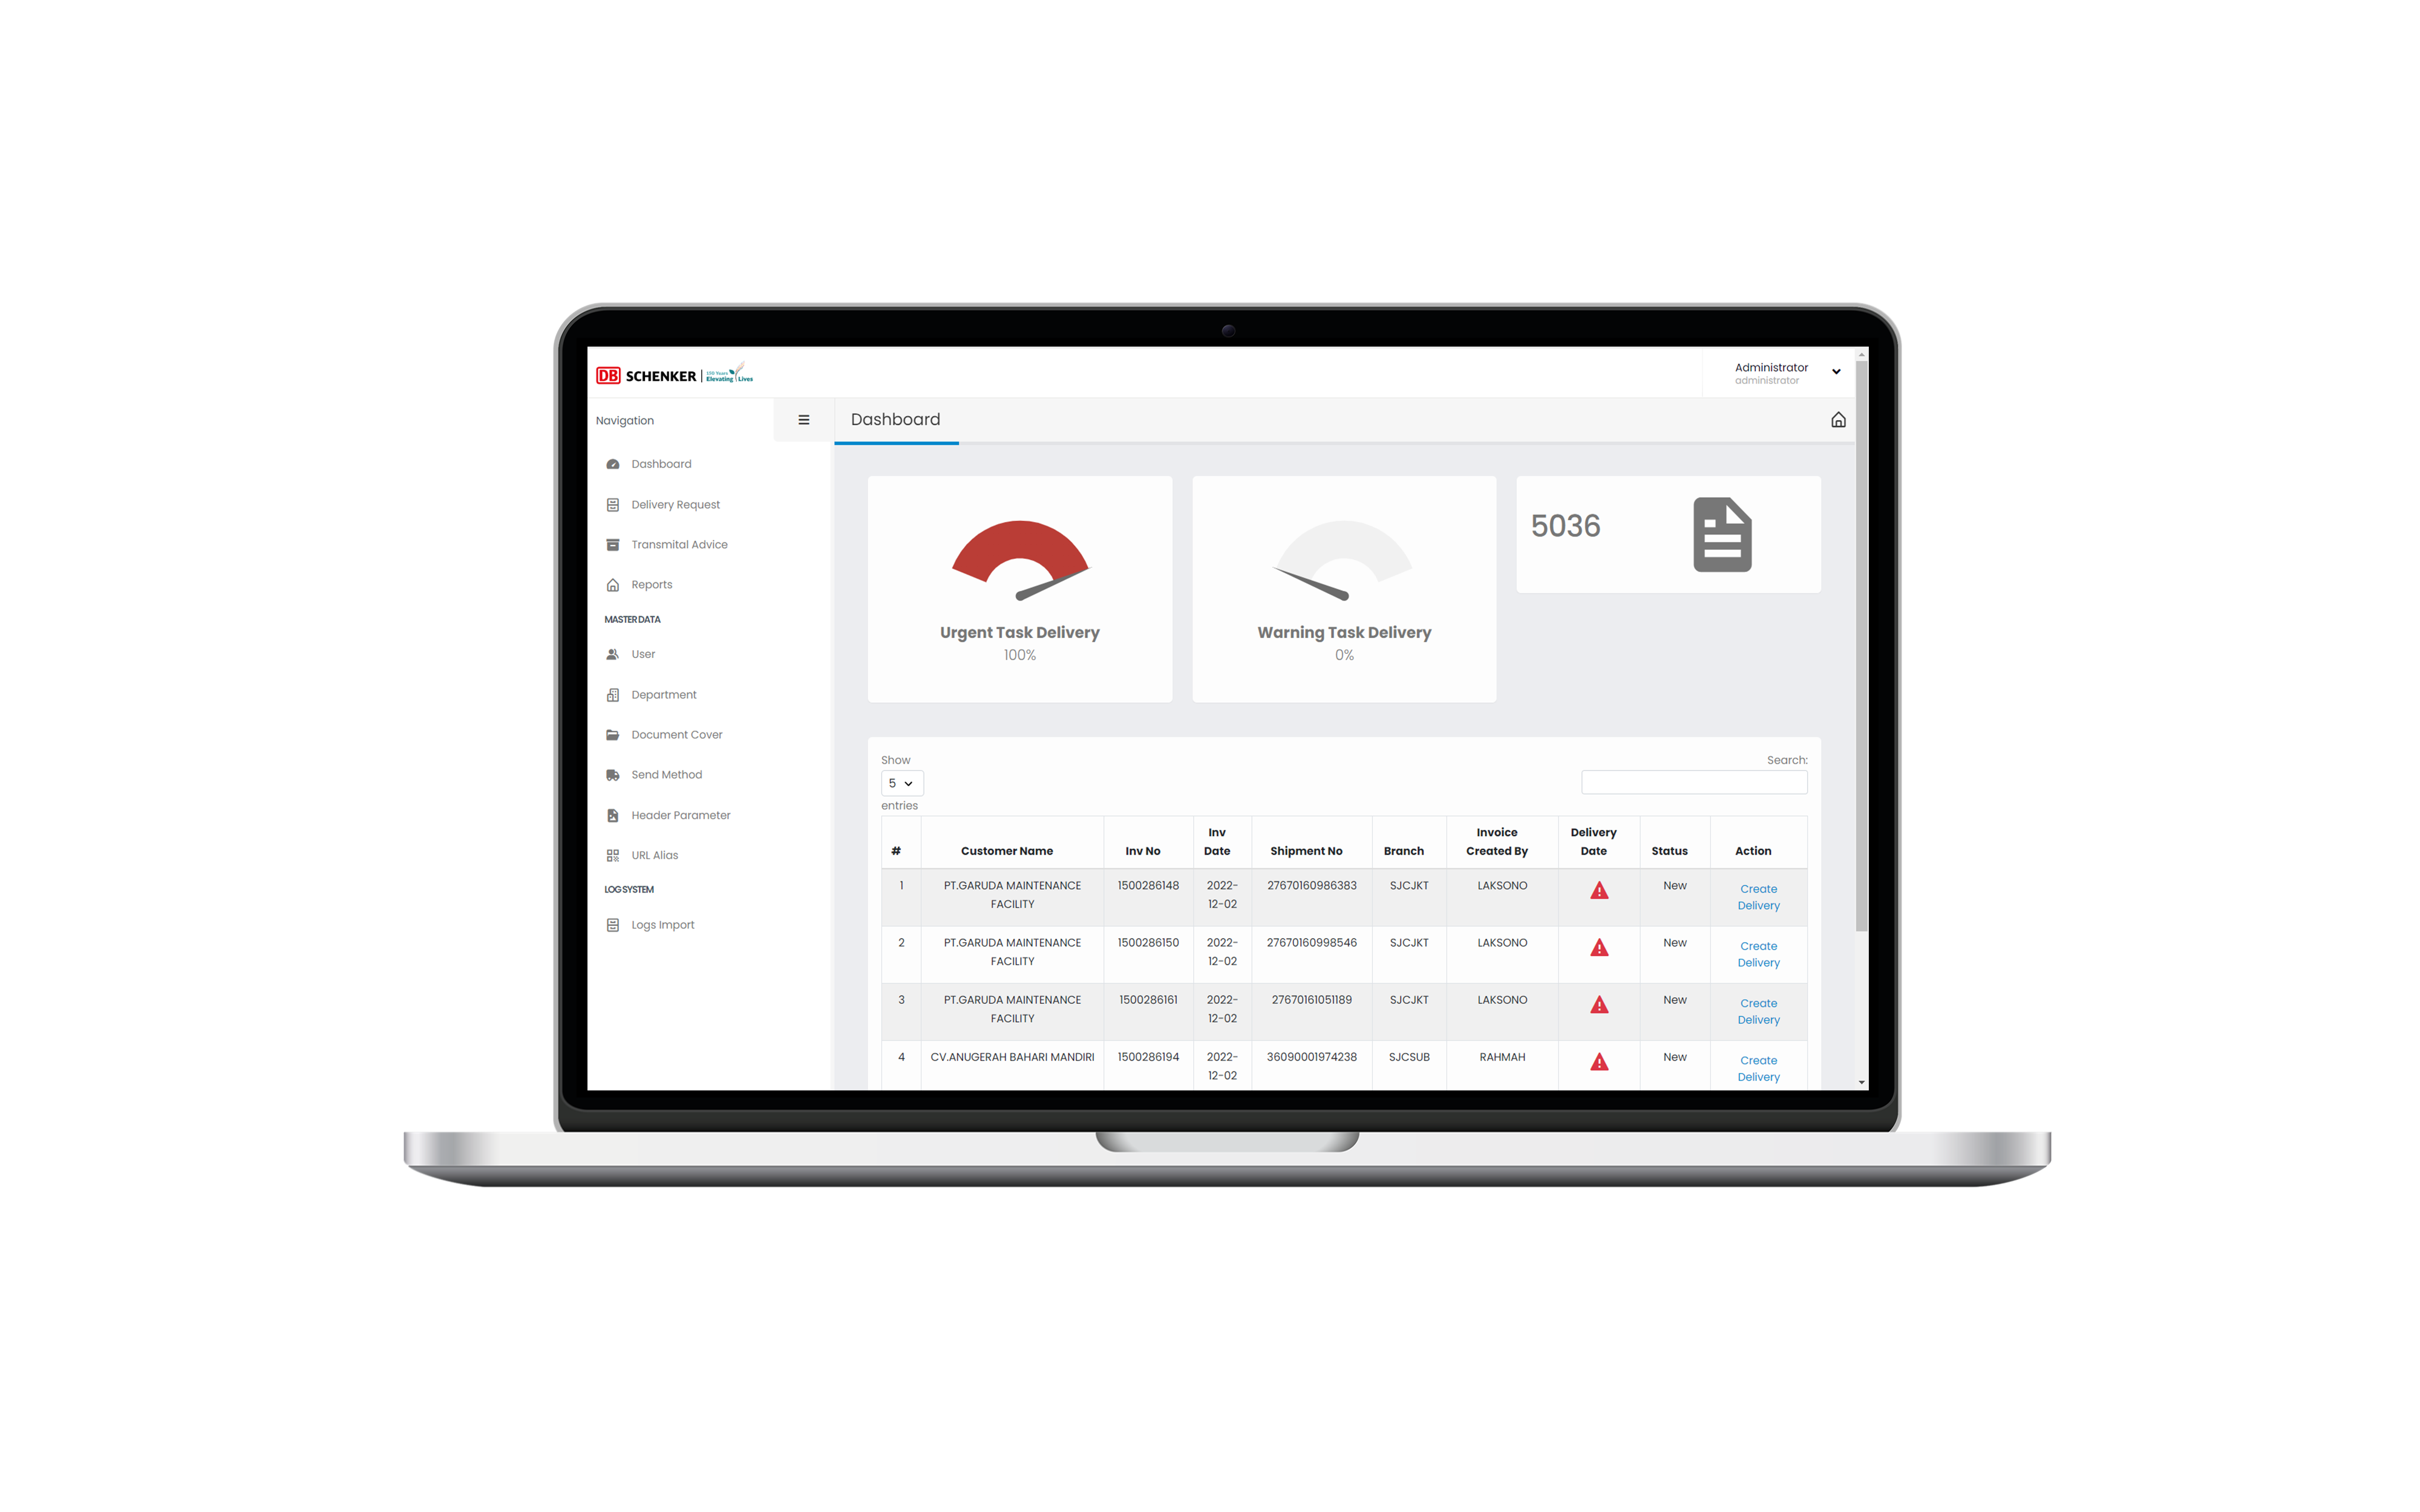 DB SCHENKER
100 Years
Elevating Lives
Administrator
administrator
Navigation
Dashboard
Dashboard
Delivery Request
Transmital Advice
Reports
MASTER DATA
User
Department
Document Cover
Send Method
Header Parameter
URL Alias
LOG SYSTEM
Logs Import
Urgent Task Delivery
100%
Warning Task Delivery
0%
5036
Show
5
entries
Search:
# Customer Name Inv No Inv Date Shipment No Branch Invoice Created By Delivery Date Status Action
1 PT.GARUDA MAINTENANCE FACILITY 1500286148 2022-12-02 27670160986383 SJCJKT LAKSONO New Create Delivery
2 PT.GARUDA MAINTENANCE FACILITY 1500286150 2022-12-02 27670160998546 SJCJKT LAKSONO New Create Delivery
3 PT.GARUDA MAINTENANCE FACILITY 1500286161 2022-12-02 27670161051189 SJCJKT LAKSONO New Create Delivery
4 CV.ANUGERAH BAHARI MANDIRI 1500286194 2022-12-02 36090001974238 SJCSUB RAHMAH New Create Delivery